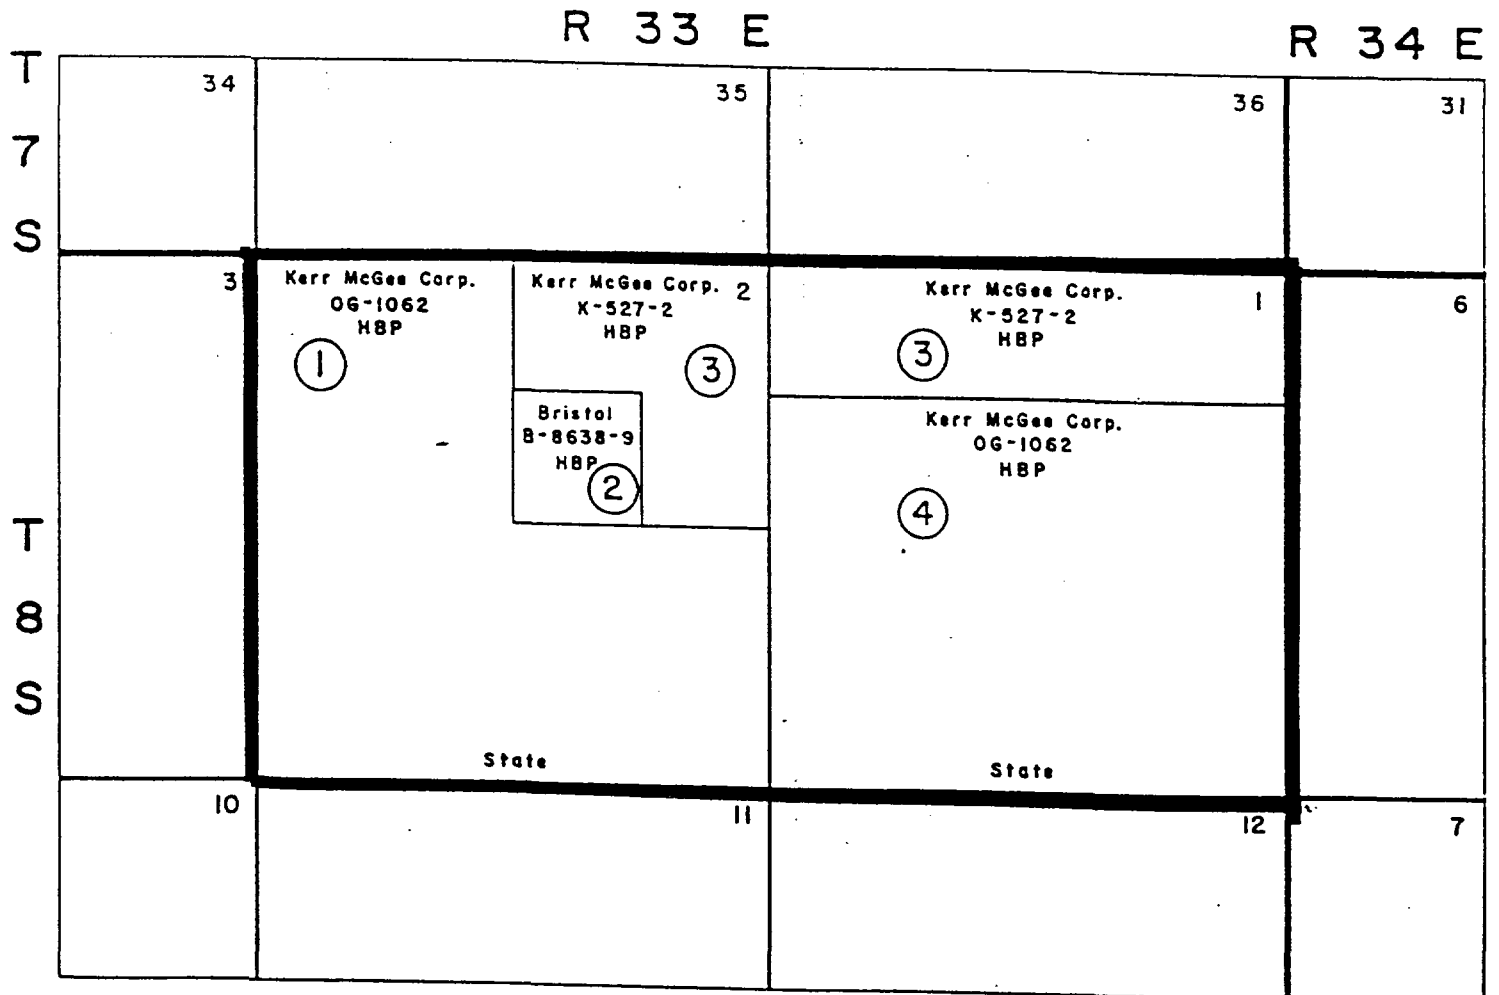 R 33 E
R 34 E
T
7
S
34
35
36
31
3
Kerr McGee Corp.
OG-1062
HBP
1
Kerr McGee Corp.
K-527-2
HBP
2
3
Bristol
B-8638-9
HBP
2
Kerr McGee Corp.
K-527-2
HBP
1
3
6
Kerr McGee Corp.
OG-1062
HBP
4
T
8
S
State
State
10
11
12
7